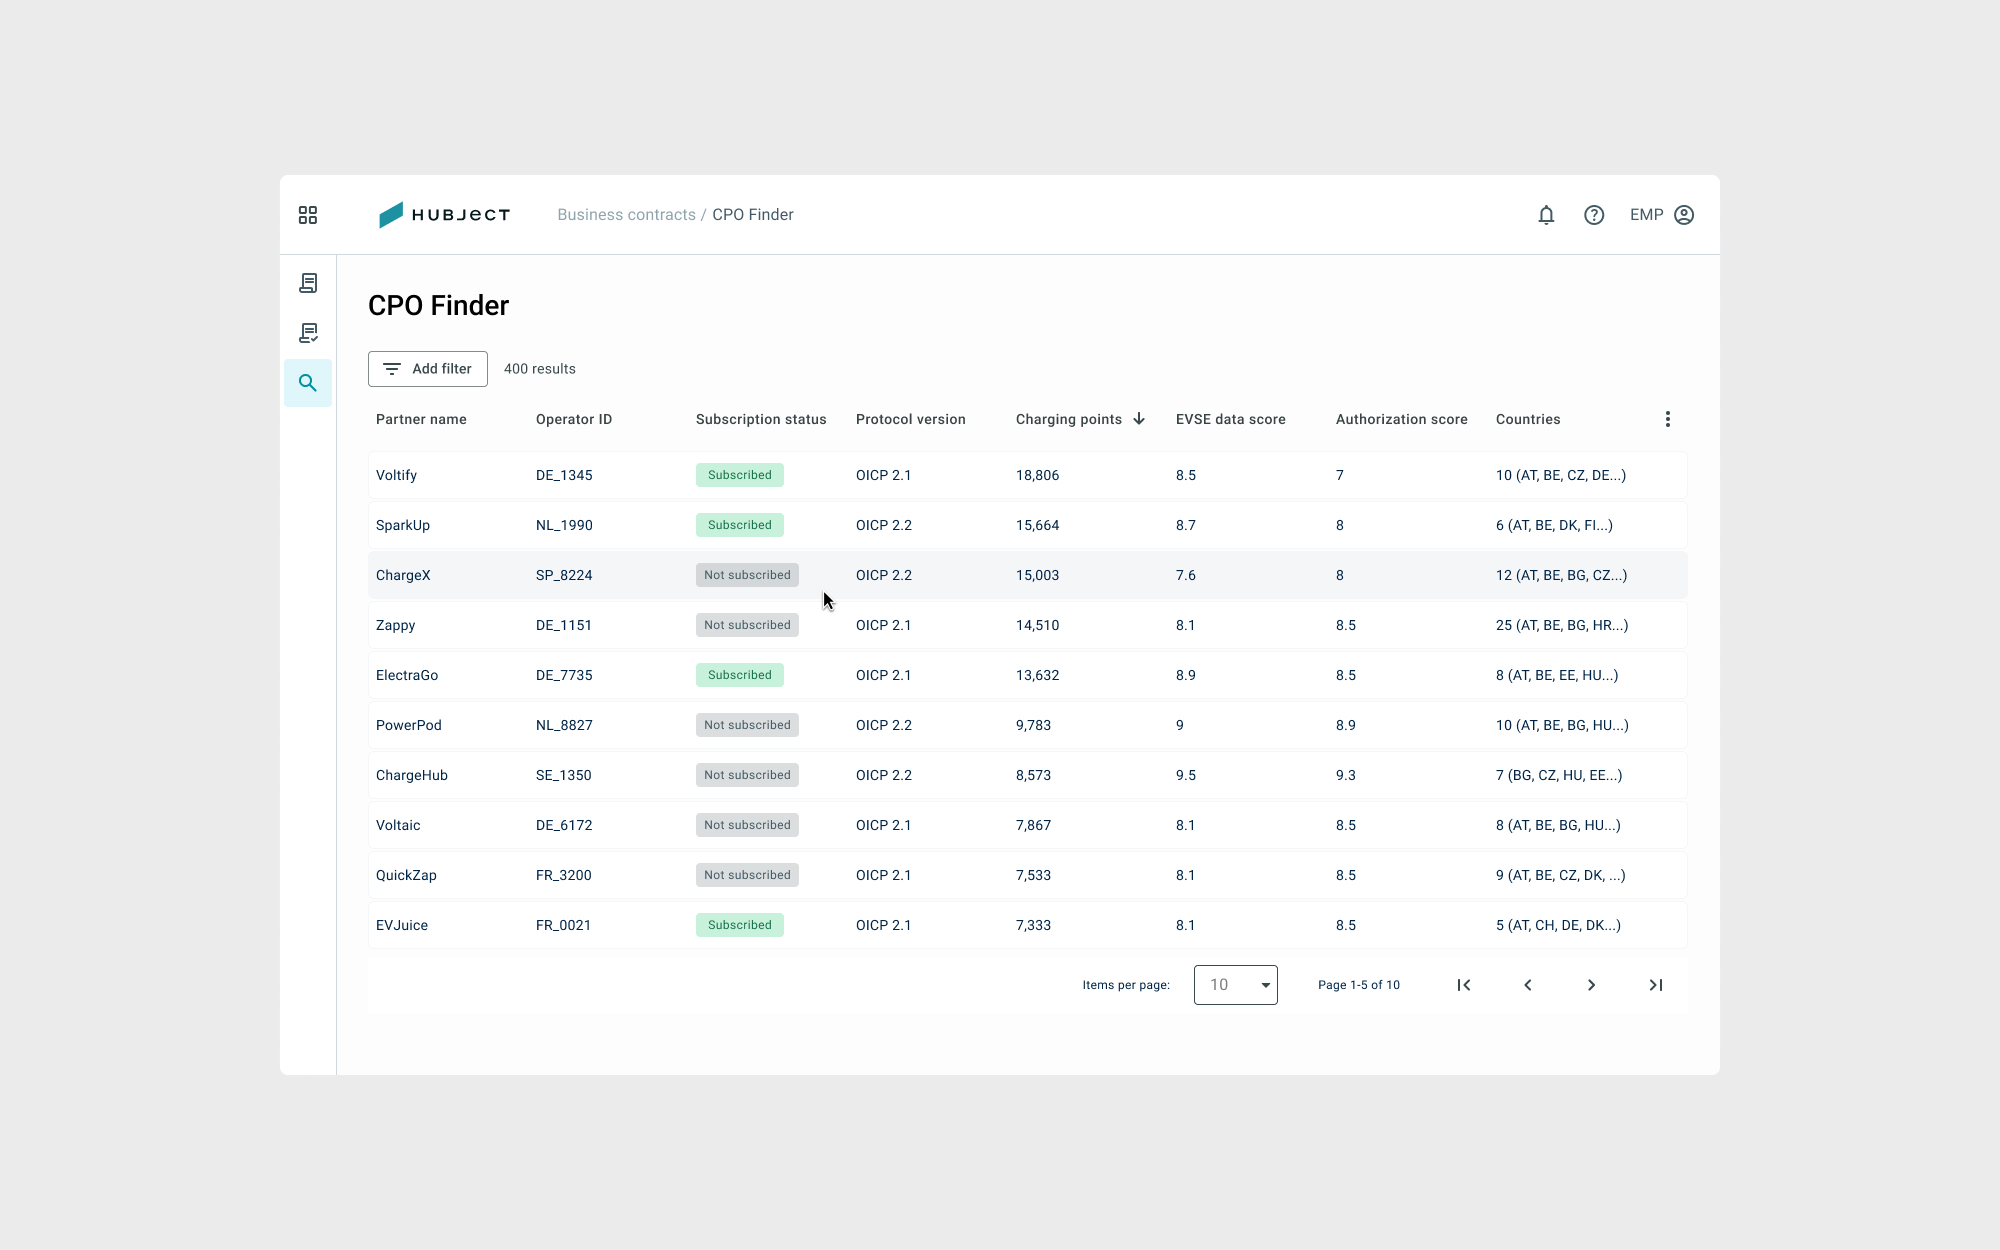 HUBJECT Business contracts / CPO Finder EMP
CPO Finder
Add filter 400 results
Partner name Operator ID Subscription status Protocol version Charging points EVSE data score Authorization score Countries
Voltify DE_1345 Subscribed OICP 2.1 18,806 8.5 7 10 (AT, BE, CZ, DE...)
SparkUp NL_1990 Subscribed OICP 2.2 15,664 8.7 8 6 (AT, BE, DK, FI...)
ChargeX SP_8224 Not subscribed OICP 2.2 15,003 7.6 8 12 (AT, BE, BG, CZ...)
Zappy DE_1151 Not subscribed OICP 2.1 14,510 8.1 8.5 25 (AT, BE, BG, HR...)
ElectraGo DE_7735 Subscribed OICP 2.1 13,632 8.9 8.5 8 (AT, BE, EE, HU...)
PowerPod NL_8827 Not subscribed OICP 2.2 9,783 9 8.9 10 (AT, BE, BG, HU...)
ChargeHub SE_1350 Not subscribed OICP 2.2 8,573 9.5 9.3 7 (BG, CZ, HU, EE...)
Voltaic DE_6172 Not subscribed OICP 2.1 7,867 8.1 8.5 8 (AT, BE, BG, HU...)
QuickZap FR_3200 Not subscribed OICP 2.1 7,533 8.1 8.5 9 (AT, BE, CZ, DK, ...)
EVJuice FR_0021 Subscribed OICP 2.1 7,333 8.1 8.5 5 (AT, CH, DE, DK...)
Items per page: 10 Page 1-5 of 10